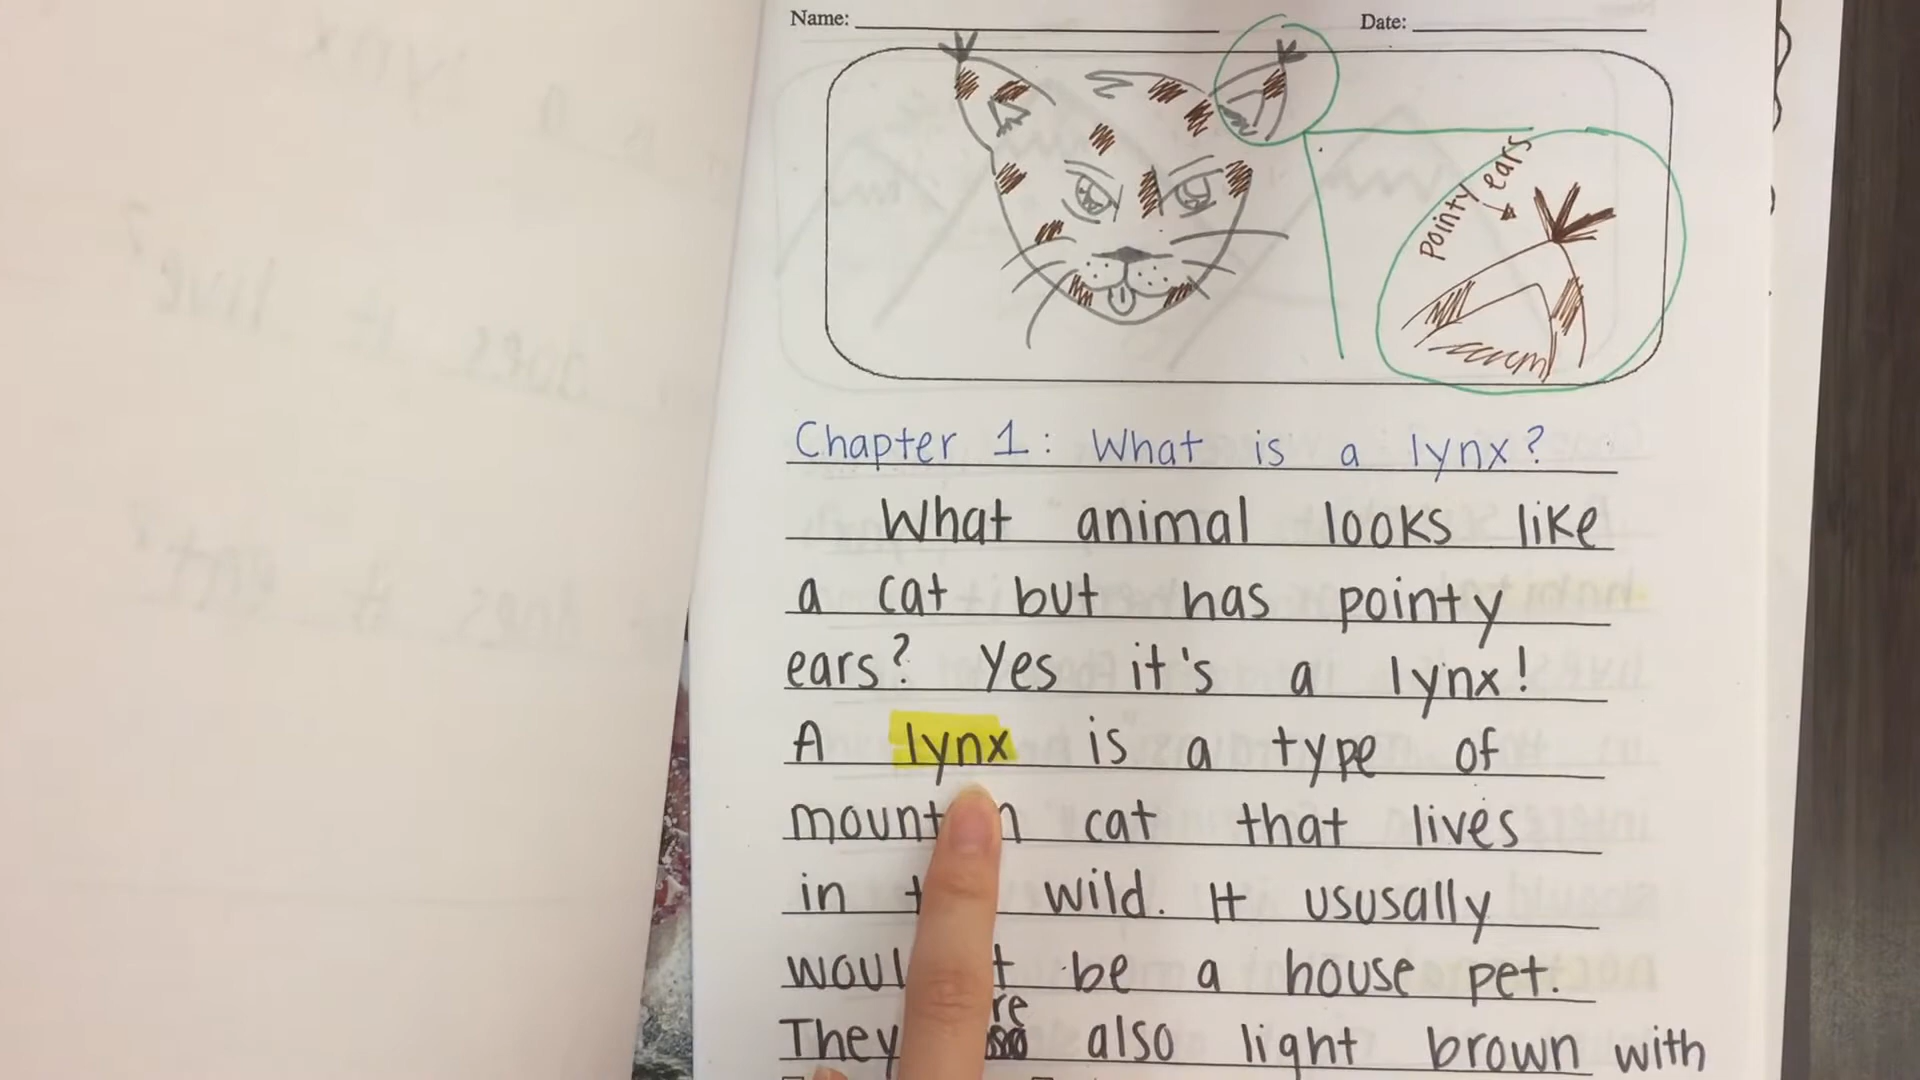 Name: Date:
pointy ears
Chapter 1: What is a lynx?
What animal looks like
a cat but has pointy
ears? Yes it's a lynx!
A lynx is a type of
cat that lives
in wild. It ususally
be a house pet.
They re also light brown with